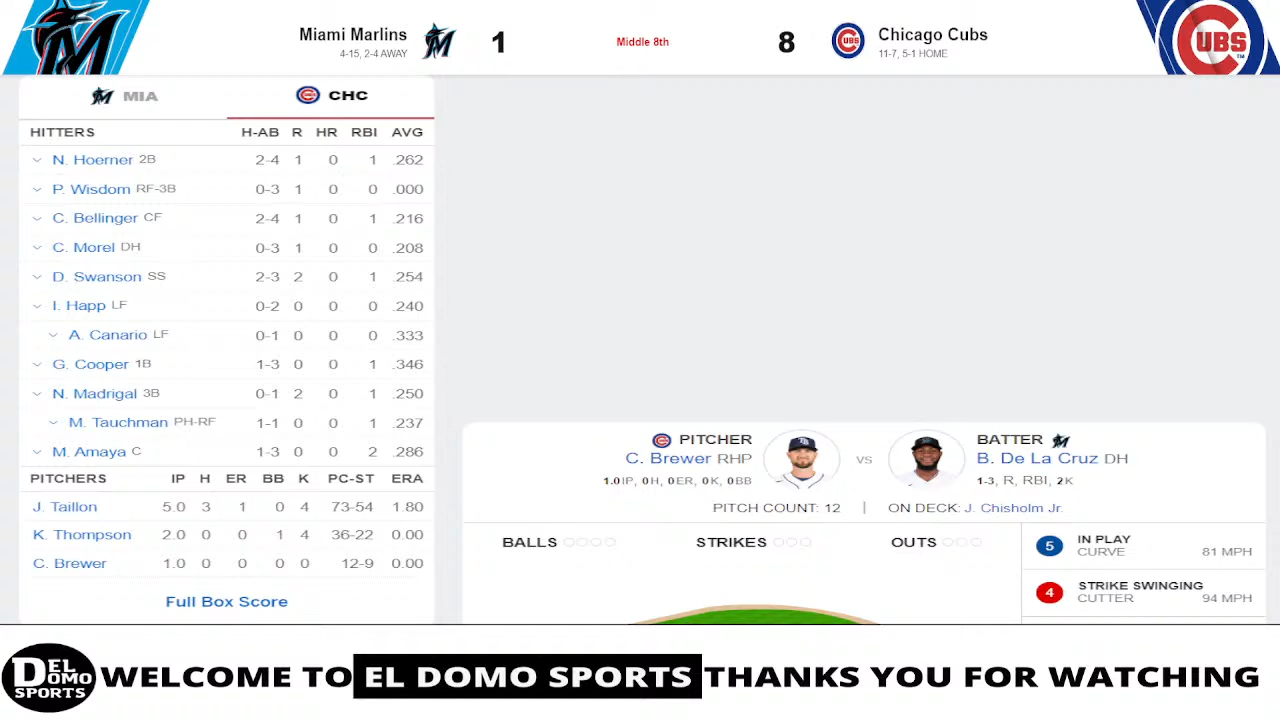 Miami Marlins
4-15, 2-4 AWAY
1
Middle 8th
8
Chicago Cubs
11-7, 5-1 HOME
CUBS
TM
MIA
CHC
HITTERS H-AB R HR RBI AVG
N. Hoerner 2B 2-4 1 0 1 .262
P. Wisdom RF-3B 0-3 1 0 0 .000
C. Bellinger CF 2-4 1 0 1 .216
C. Morel DH 0-3 1 0 0 .208
D. Swanson SS 2-3 2 0 1 .254
I. Happ LF 0-2 0 0 0 .240
A. Canario LF 0-1 0 0 0 .333
G. Cooper 1B 1-3 0 0 1 .346
N. Madrigal 3B 0-1 2 0 1 .250
M. Tauchman PH-RF 1-1 0 0 1 .237
M. Amaya C 1-3 0 0 2 .286
PITCHERS IP H ER BB K PC-ST ERA
J. Taillon 5.0 3 1 0 4 73-54 1.80
K. Thompson 2.0 0 0 1 4 36-22 0.00
C. Brewer 1.0 0 0 0 0 12-9 0.00
Full Box Score
PITCHER
C. Brewer RHP
1.0IP, 0H, 0ER, 0K, 0BB
vs
BATTER
B. De La Cruz DH
1-3, R, RBI, 2K
PITCH COUNT: 12 | ON DECK: J. Chisholm Jr.
BALLS STRIKES OUTS
5 IN PLAY
CURVE 81 MPH
4 STRIKE SWINGING
CUTTER 94 MPH
DEL DOMO SPORTS
WELCOME TO EL DOMO SPORTS THANKS YOU FOR WATCHING